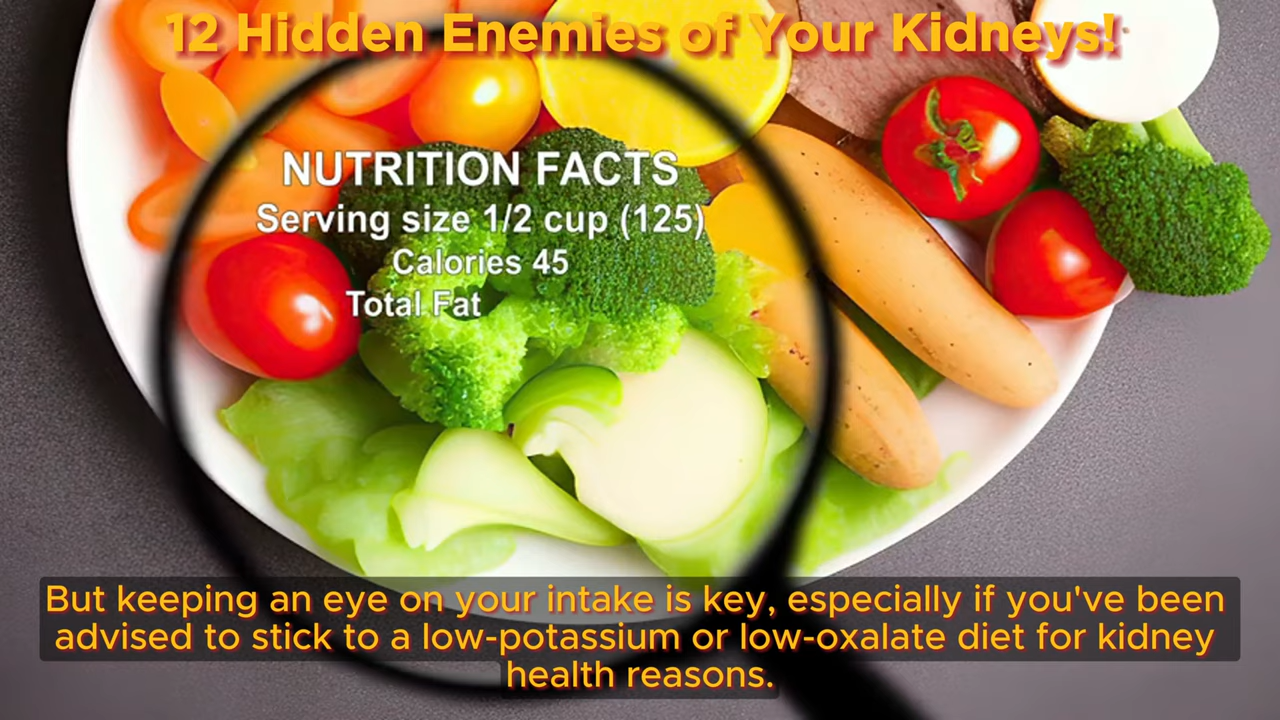 12 Hidden Enemies of Your Kidneys!
NUTRITION FACTS
Serving size 1/2 cup (125)
Calories 45
Total Fat
But keeping an eye on your intake is key, especially if you've been
advised to stick to a low-potassium or low-oxalate diet for kidney
health reasons.